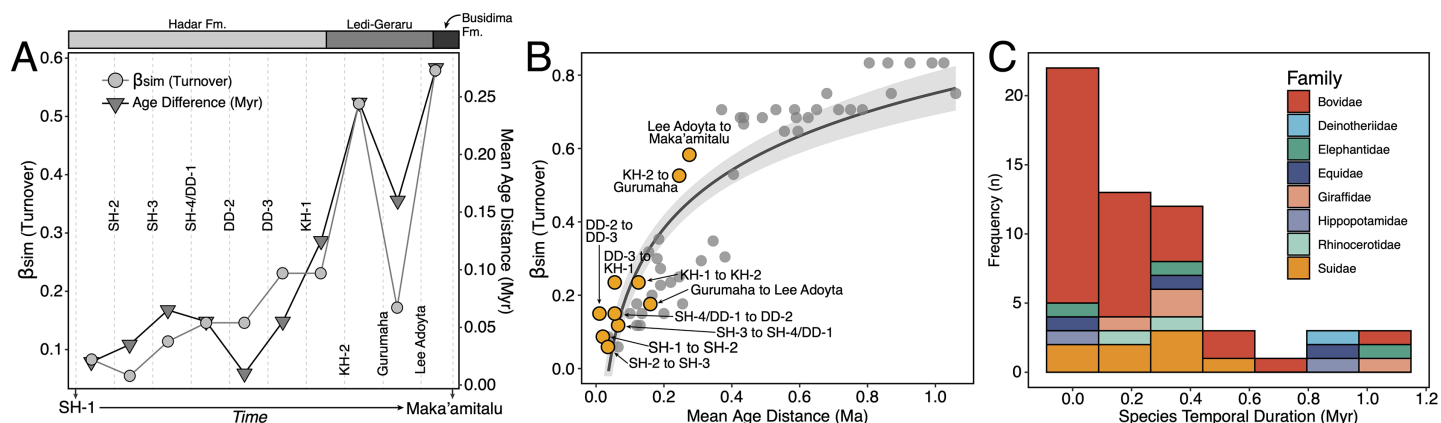 A
Hadar Fm.
Ledi-Geraru
Busidima
Fm.
βsim (Turnover)
Age Difference (Myr)
0.6
0.5
0.4
0.3
0.2
0.1
βsim (Turnover)
SH-2
SH-3
SH-4/DD-1
DD-2
DD-3
KH-1
KH-2
Gurumaha
Lee Adoyta
0.25
0.20
0.15
0.10
0.05
0.00
Mean Age Distance (Myr)
SH-1
Time
Maka'amitalu
B
0.8
0.6
0.4
0.2
0.0
βsim (Turnover)
Lee Adoyta to
Maka'amitalu
KH-2 to
Gurumaha
DD-2 to
DD-3
DD-3 to
KH-1
KH-1 to KH-2
Gurumaha to Lee Adoyta
SH-4/DD-1 to DD-2
SH-3 to SH-4/DD-1
SH-1 to SH-2
SH-2 to SH-3
0.0 0.2 0.4 0.6 0.8 1.0
Mean Age Distance (Ma)
C
20
15
10
5
0
Frequency (n)
Family
Bovidae
Deinotheriidae
Elephantidae
Equidae
Giraffidae
Hippopotamidae
Rhinocerotidae
Suidae
0.0 0.2 0.4 0.6 0.8 1.0 1.2
Species Temporal Duration (Myr)